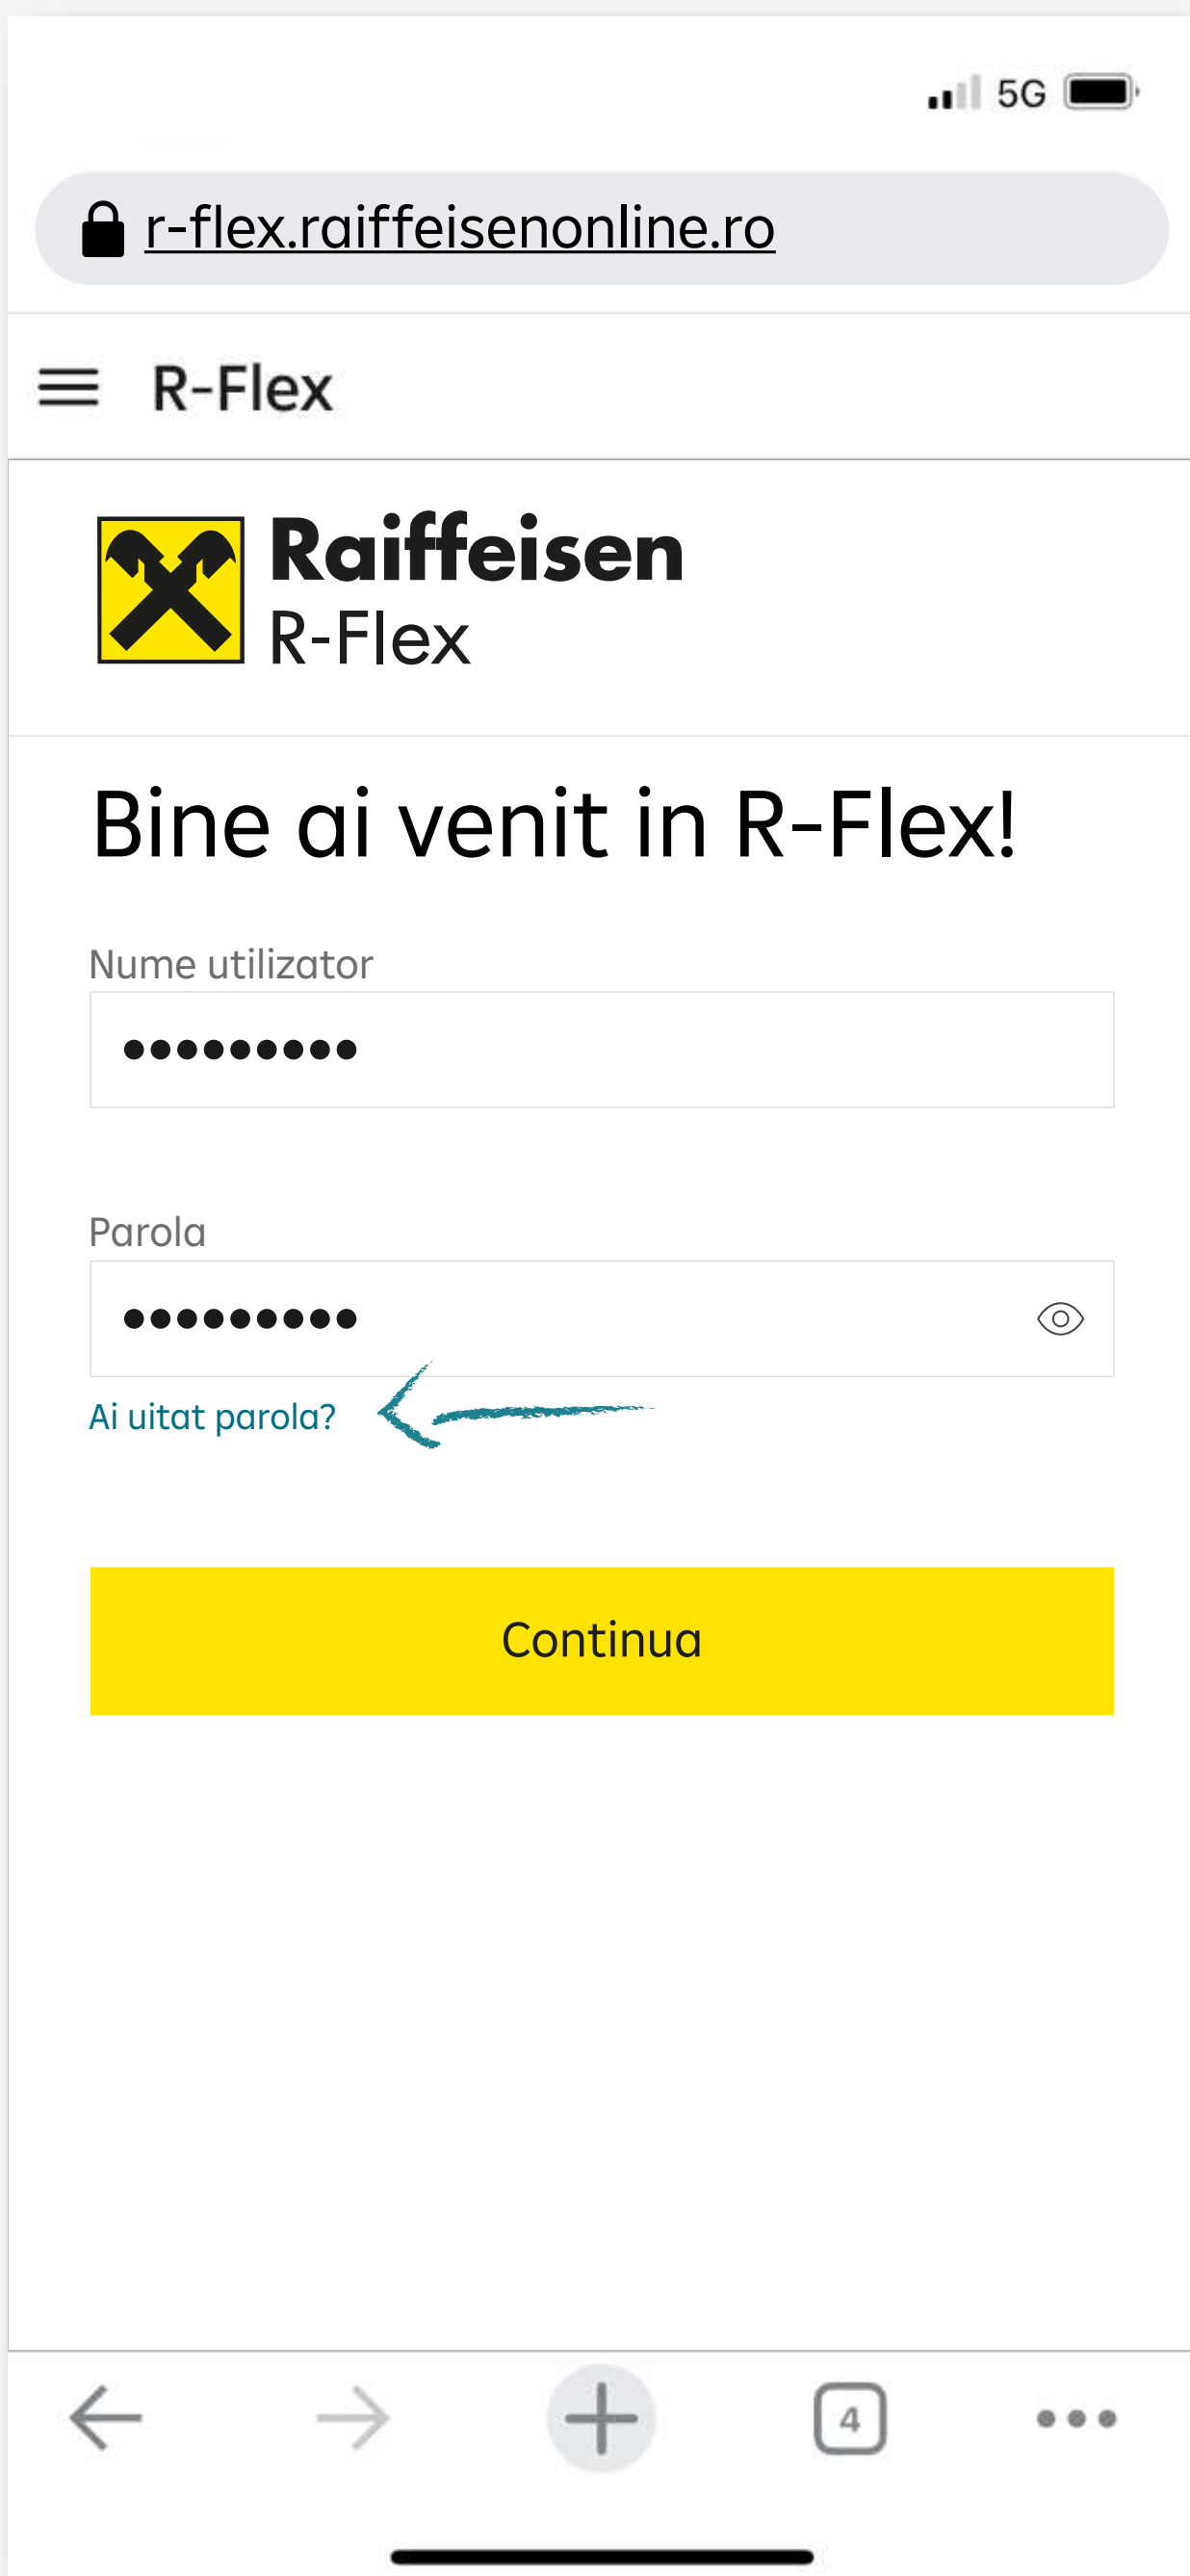 5G
r-flex.raiffeisenonline.ro
R-Flex
Raiffeisen
R-Flex
Bine ai venit in R-Flex!
Nume utilizator
Parola
Ai uitat parola?
Continua
4